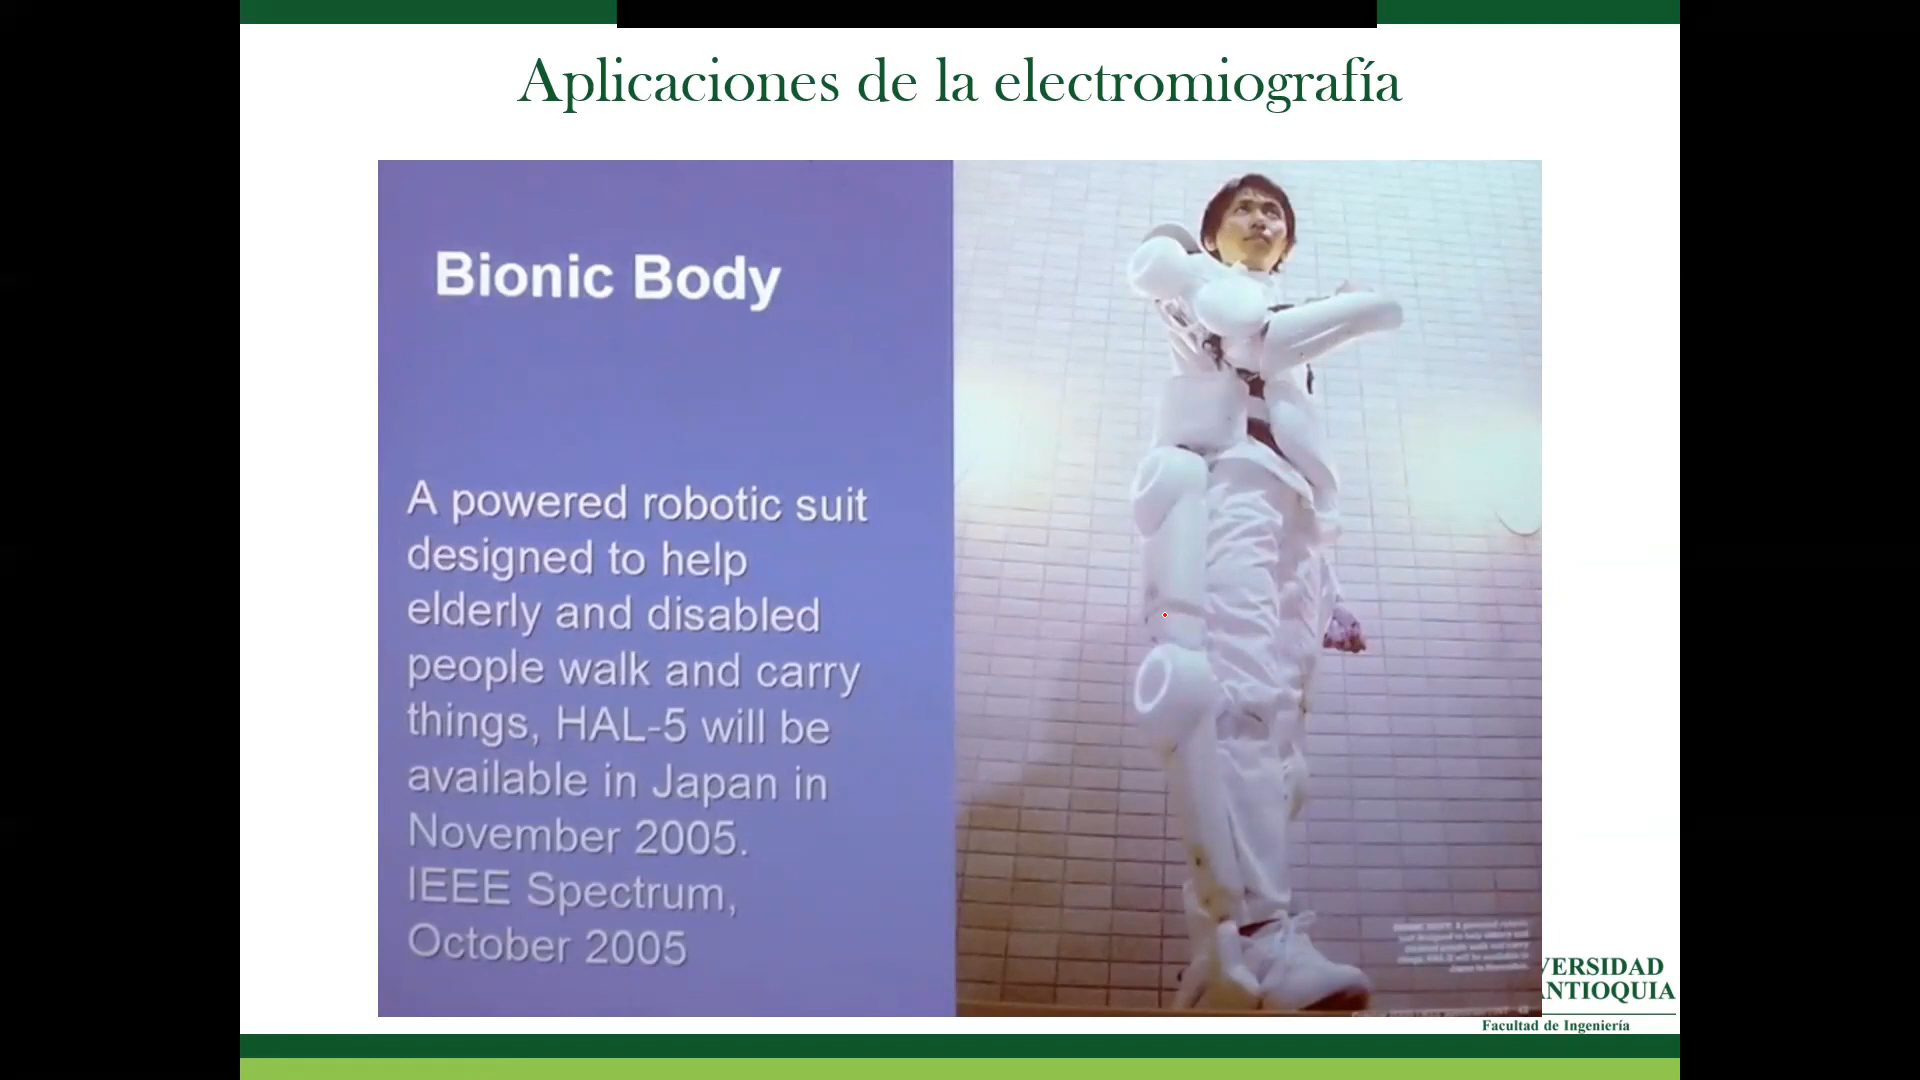 Aplicaciones de la electromiografía
Bionic Body
A powered robotic suit
designed to help
elderly and disabled
people walk and carry
things, HAL-5 will be
available in Japan in
November 2005.
IEEE Spectrum,
October 2005
VERSIDAD
ANTIOQUIA
Facultad de Ingeniería